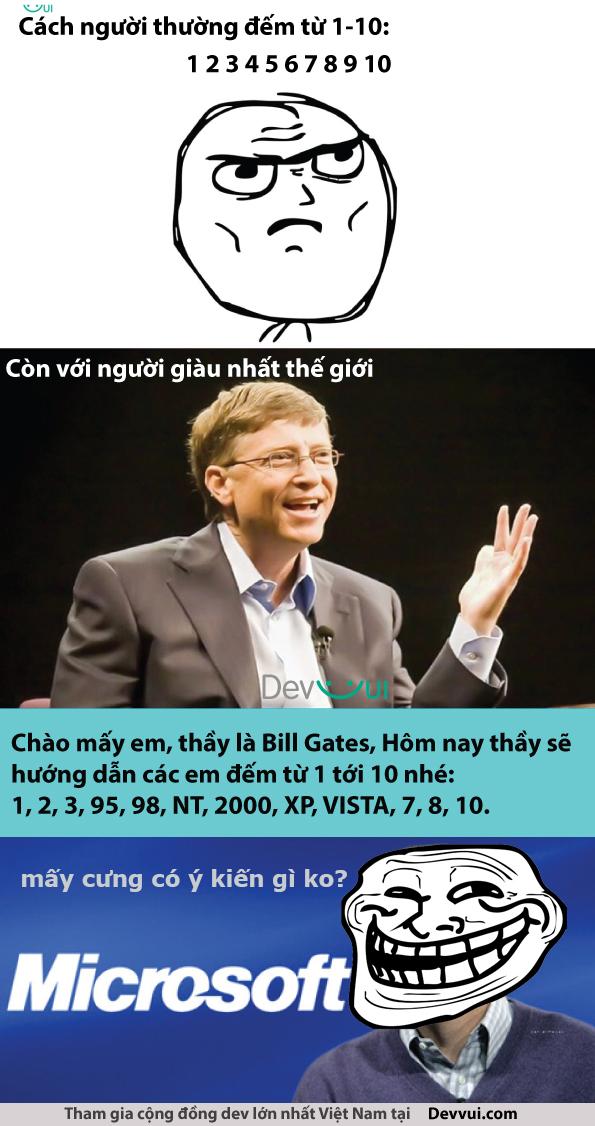 ui
Cách người thường đếm từ 1-10:
1 2 3 4 5 6 7 8 9 10
Còn với người giàu nhất thế giới
Dev ui
Chào mấy em, thầy là Bill Gates, Hôm nay thầy sẽ
hướng dẫn các em đếm từ 1 tới 10 nhé:
1, 2, 3, 95, 98, NT, 2000, XP, VISTA, 7, 8, 10.
mấy cưng có ý kiến gì ko?
Microsoft
Tham gia cộng đồng dev lớn nhất Việt Nam tại Devvui.com